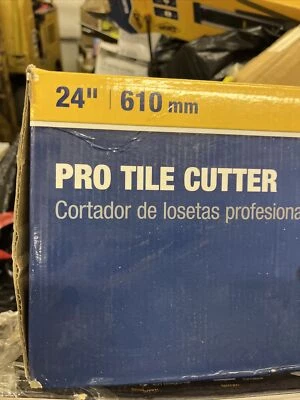 24" | 610 mm
PRO TILE CUTTER
Cortador de losetas profesiona